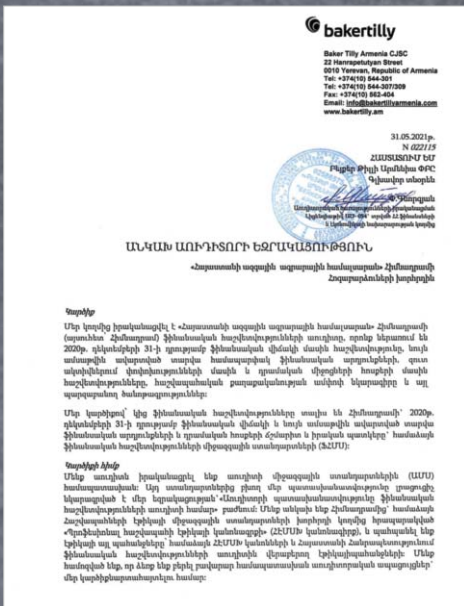 bakertilly
Baker Tilly Armenia CJSC
22 Hanrapetutyan Street
0010 Yerevan, Republic of Armenia
Tel: +374(10) 544-301
Tel: +374(10) 544-307/309
Fax: +374(10) 562-404
Email: info@bakertillyarmenia.com
www.bakertilly.am
31.05.2021թ.
N 022115
ՀԱՍՏԱՏՈՒՄ ԵՄ
Բեյքեր Թիլլի Արմենիա ՓԲԸ
Գլխավոր տնօրեն
Գևորգյան
ԱՆԿԱԽ ԱՈՒԴԻՏՈՐԻ ԵԶՐԱԿԱՑՈՒԹՅՈՒՆ
«Հայաստանի ազգային ագրարային համալսարան» Հիմնադրամի
Հոգաբարձուների խորհրդին
Կարծիք
Մեր կողմից իրականացվել է «Հայաստանի ազգային ագրարային համալսարան» Հիմնադրամի
(այսուհետ՝ Հիմնադրամ) ֆինանսական հաշվետվությունների աուդիտը, որոնք ներառում են
2020թ. դեկտեմբերի 31-ի դրությամբ ֆինանսական վիճակի մասին հաշվետվությունը, նույն
ամսաթվին ավարտված տարվա համապարփակ ֆինանսական արդյունքների, զուտ
ակտիվներում փոփոխությունների մասին և դրամական միջոցների հոսքերի մասին
հաշվետվությունները, հաշվապահական քաղաքականության ամփոփ նկարագիրը և այլ
պարզաբանող ծանոթագրություններ:
Մեր կարծիքով՝ կից ֆինանսական հաշվետվությունները տալիս են Հիմնադրամի՝ 2020թ.
դեկտեմբերի 31-ի դրությամբ ֆինանսական վիճակի և նույն ամսաթվին ավարտված տարվա
ֆինանսական արդյունքների և դրամական հոսքերի ճշմարիտ և իրական պատկերը՝ համաձայն
ֆինանսական հաշվետվությունների միջազգային ստանդարտների (ՖՀՄՍ):
Կարծիքի հիմք
Մենք աուդիտն իրականացրել ենք աուդիտի միջազգային ստանդարտներին (ԱՄՍ)
համապատասխան: Այդ ստանդարտներից բխող մեր պատասխանատվությունը լրացուցիչ
նկարագրված է մեր եզրակացության՝ «Աուդիտորի պատասխանատվությունը ֆինանսական
հաշվետվությունների աուդիտի համար» բաժնում: Մենք անկախ ենք Հիմնադրամից՝ համաձայն
Հաշվապահների էթիկայի միջազգային ստանդարտների խորհրդի կողմից հրապարակված
«Պրոֆեսիոնալ հաշվապահի էթիկայի կանոնագրքի» (ՀԷՄՍԽ կանոնագիրք), և պահպանել ենք
էթիկայի այլ պահանջները՝ համաձայն ՀԷՄՍԽ կանոնների և Հայաստանի Հանրապետությունում
ֆինանսական հաշվետվությունների աուդիտին վերաբերող էթիկայի պահանջների: Մենք
համոզված ենք, որ ձեռք ենք բերել բավարար համապատասխան աուդիտորական ապացույցներ՝
մեր կարծիքն արտահայտելու համար: